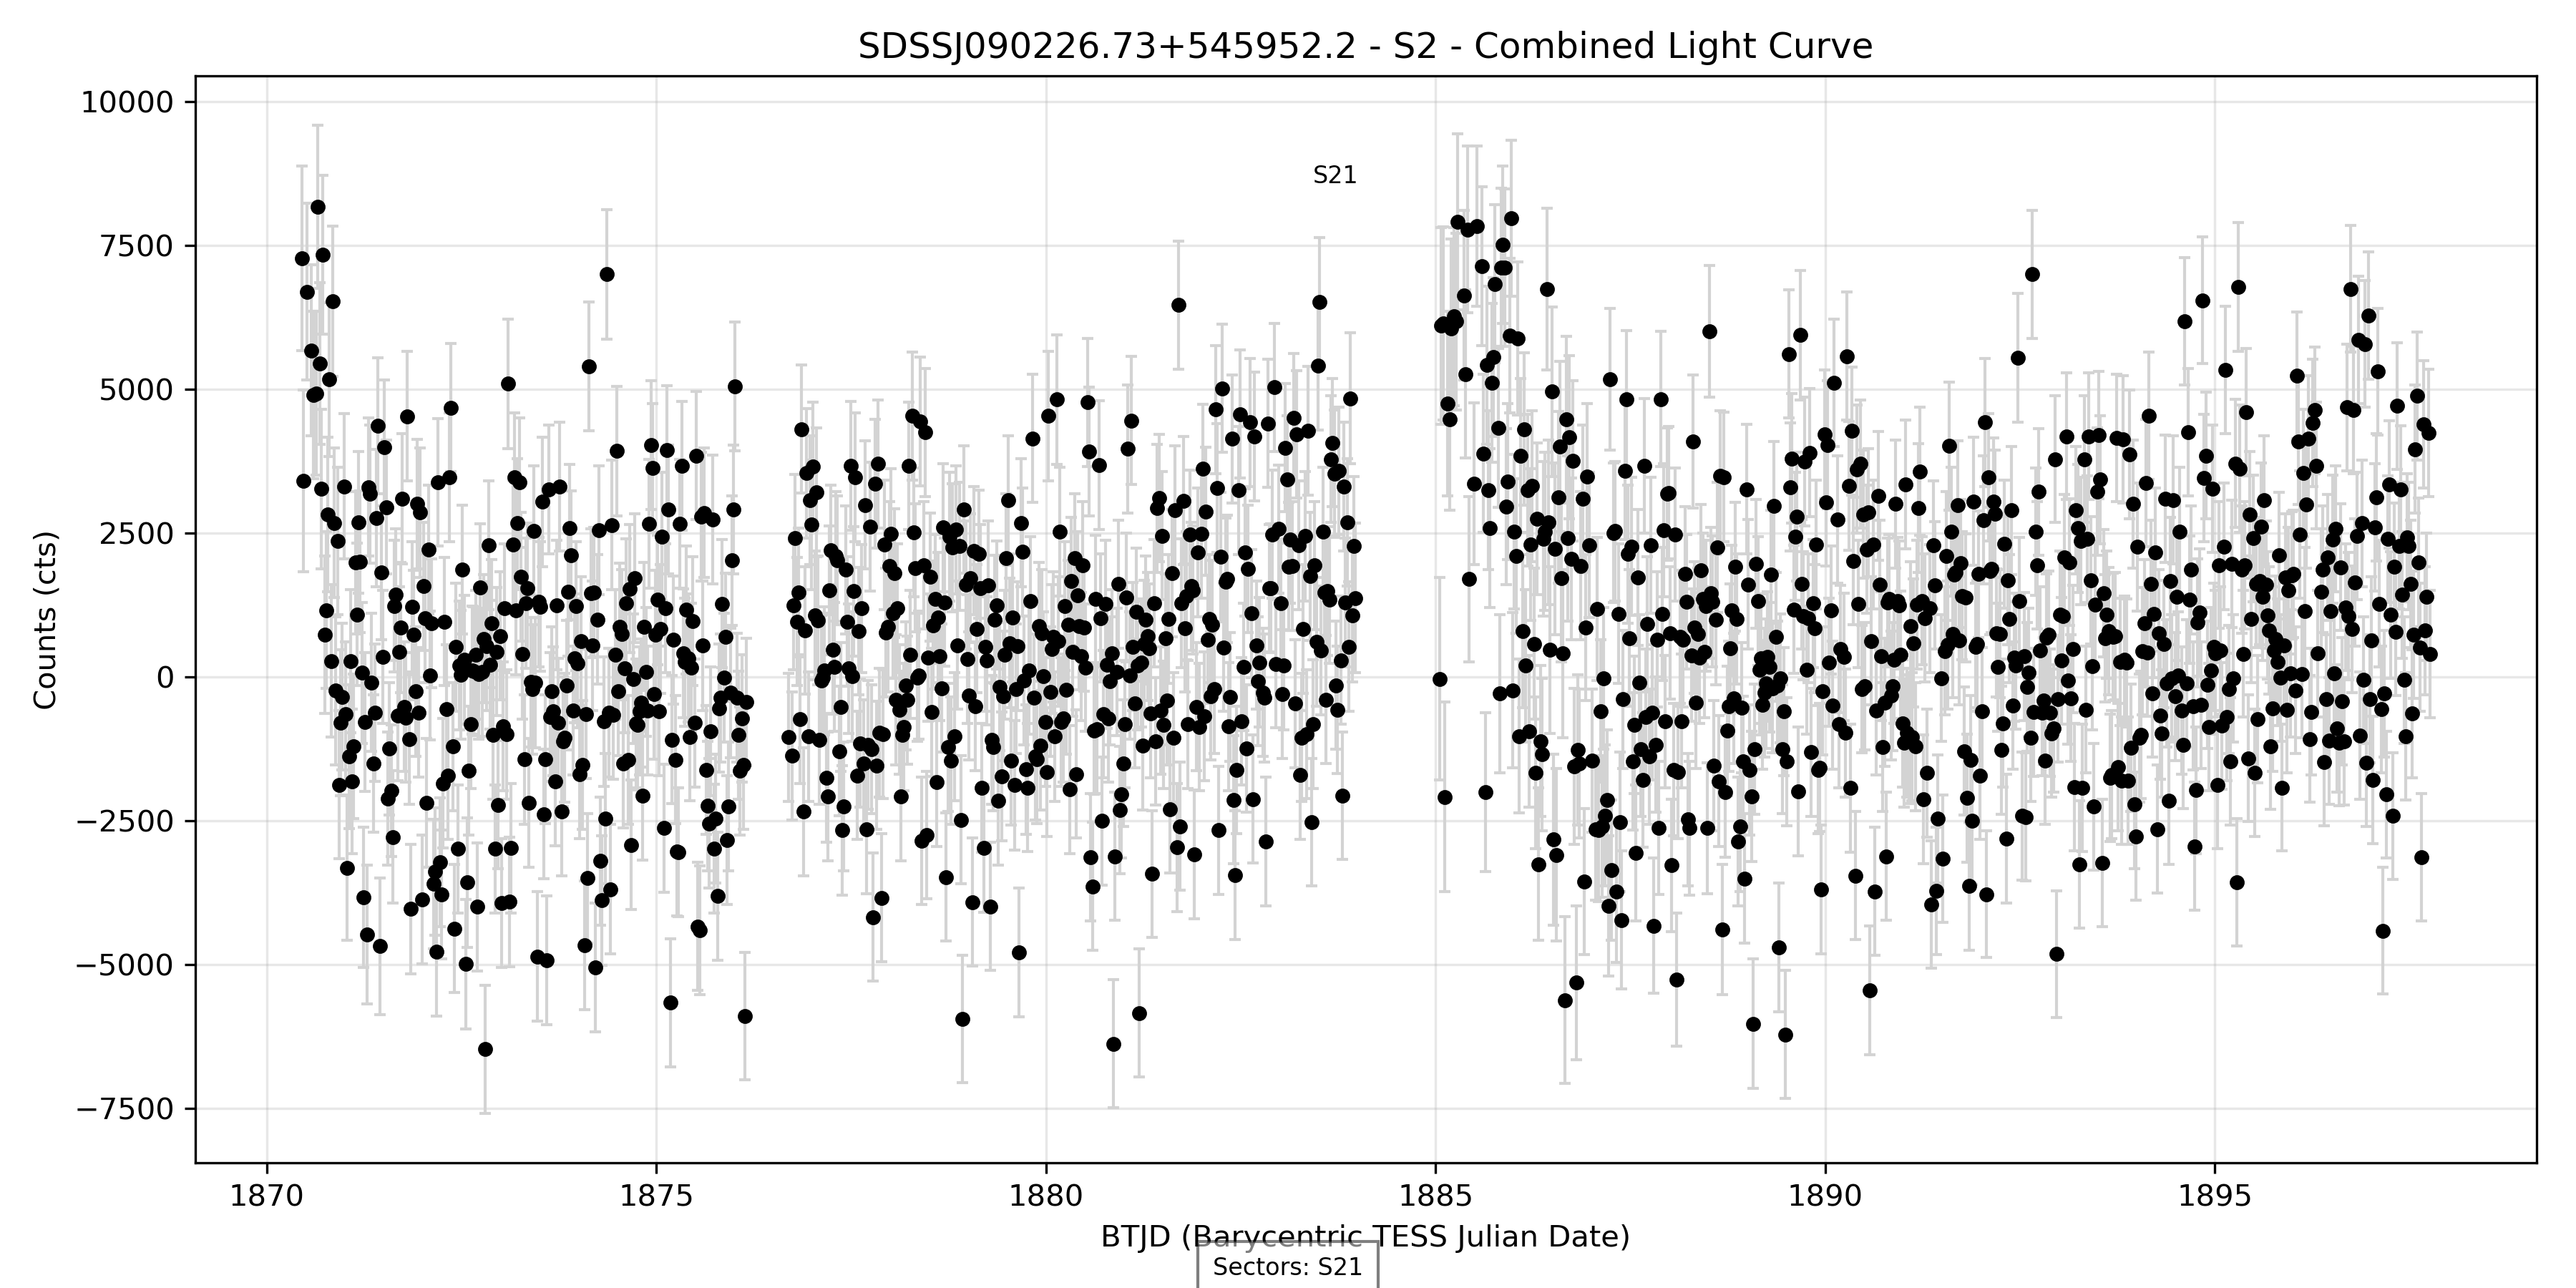 SDSSJ090226.73+545952.2 - S2 - Combined Light Curve
10000
7500
5000
2500
0
−2500
−5000
−7500
Counts (cts)
S21
1870
1875
1880
1885
1890
1895
BTJD (Barycentric TESS Julian Date)
Sectors: S21